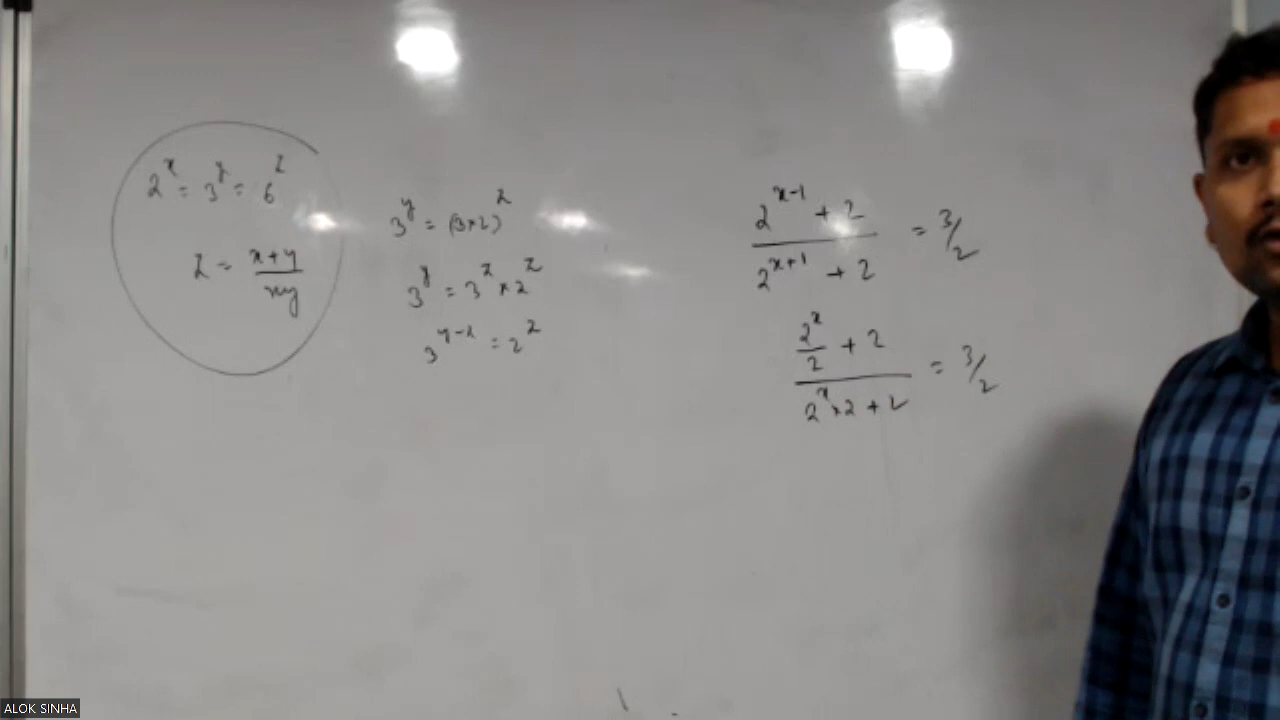 2^x = 3^y = 6^z
z = (x+y)/(xy)
3^y = (3×2)^z
3^y = 3^z × 2^z
3^(y-z) = 2^z
(2^(x-1) + 2)/(2^(x+1) + 2) = 3/2
(2^x/2 + 2)/(2^x × 2 + 2) = 3/2
ALOK SINHA